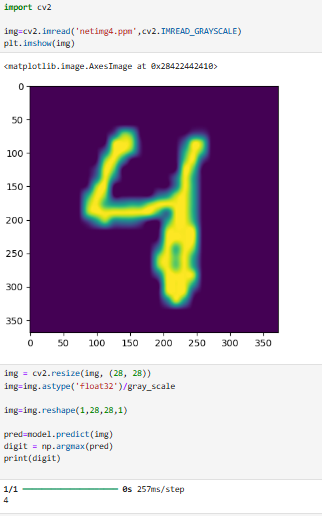 import cv2
img=cv2.imread('netimg4.ppm',cv2.IMREAD_GRAYSCALE)
plt.imshow(img)
<matplotlib.image.AxesImage at 0x28422442410>
0
50
100
150
200
250
300
350
0 50 100 150 200 250 300 350
4
img = cv2.resize(img, (28, 28))
img=img.astype('float32')/gray_scale
img=img.reshape(1,28,28,1)
pred=model.predict(img)
digit = np.argmax(pred)
print(digit)
1/1 ━━━━━━━━━━━━━━━━━━━━ 0s 257ms/step
4